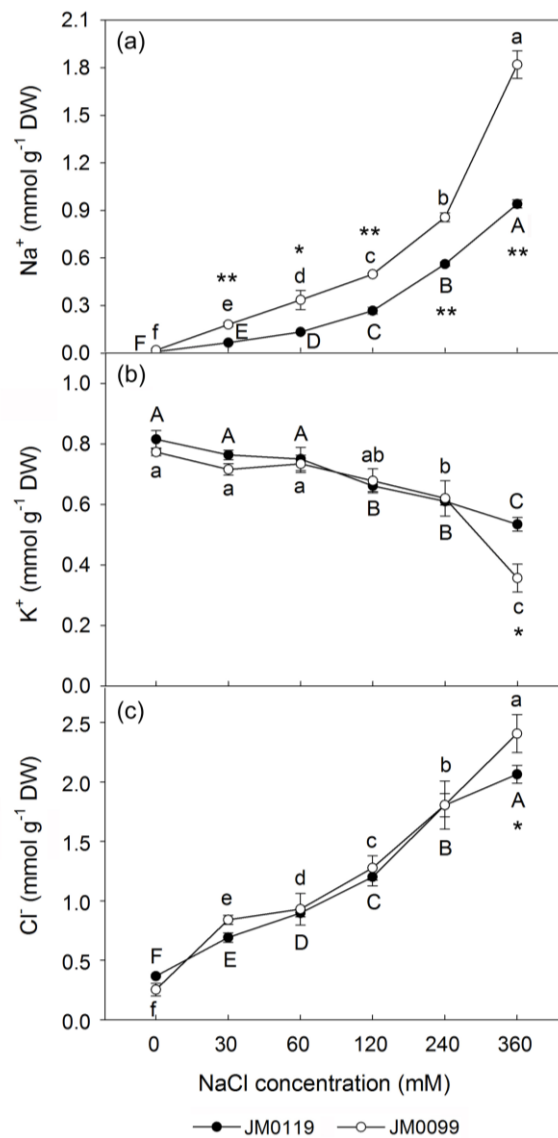 (a)
2.1
1.8
1.5
1.2
0.9
0.6
0.3
0.0
Na⁺ (mmol g⁻¹ DW)
a
b
** * ** c
d
e
f
F E D C B A
** **
(b)
1.0
0.8
0.6
0.4
0.2
0.0
K⁺ (mmol g⁻¹ DW)
A A A ab b C
a a a B B c
*
(c)
2.5
2.0
1.5
1.0
0.5
0.0
Cl⁻ (mmol g⁻¹ DW)
a
b
c
d
e
F E D C B A
f *
0 30 60 120 240 360
NaCl concentration (mM)
JM0119 JM0099